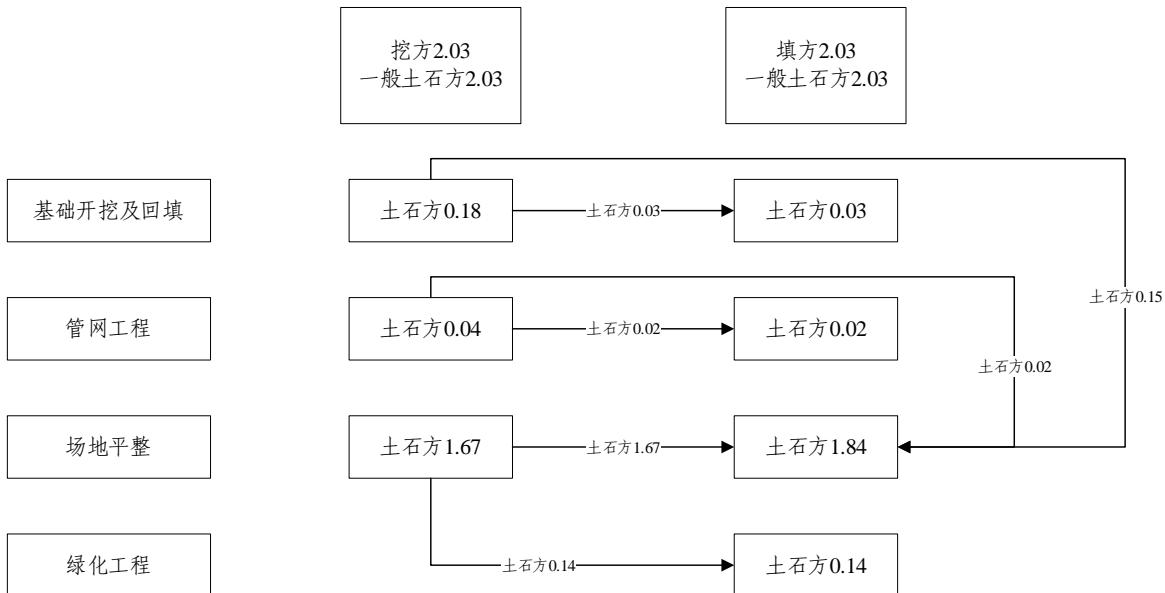 挖方2.03
一般土石方2.03
填方2.03
一般土石方2.03
基础开挖及回填
土石方0.18
土石方0.03
土石方0.03
土石方0.15
管网工程
土石方0.04
土石方0.02
土石方0.02
土石方0.02
场地平整
土石方1.67
土石方1.67
土石方1.84
绿化工程
土石方0.14
土石方0.14